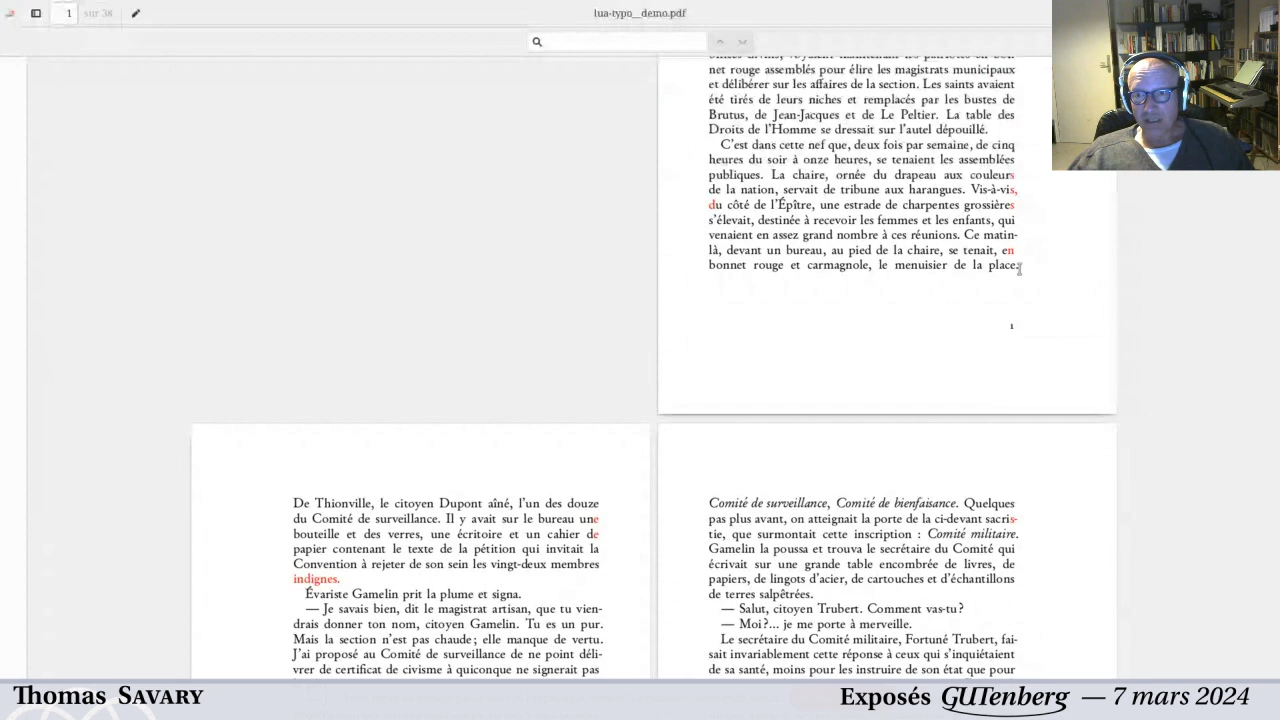 1 sur 38
lua-typo_demo.pdf
net rouge assemblés pour élire les magistrats municipaux
et délibérer sur les affaires de la section. Les saints avaient
été tirés de leurs niches et remplacés par les bustes de
Brutus, de Jean-Jacques et de Le Peltier. La table des
Droits de l'Homme se dressait sur l'autel dépouillé.
C'est dans cette nef que, deux fois par semaine, de cinq
heures du soir à onze heures, se tenaient les assemblées
publiques. La chaire, ornée du drapeau aux couleurs
de la nation, servait de tribune aux harangues. Vis-à-vis,
du côté de l'Épître, une estrade de charpentes grossières
s'élevait, destinée à recevoir les femmes et les enfants, qui
venaient en assez grand nombre à ces réunions. Ce matin-
là, devant un bureau, au pied de la chaire, se tenait, en
bonnet rouge et carmagnole, le menuisier de la place
1
De Thionville, le citoyen Dupont aîné, l'un des douze
du Comité de surveillance. Il y avait sur le bureau une
bouteille et des verres, une écritoire et un cahier de
papier contenant le texte de la pétition qui invitait la
Convention à rejeter de son sein les vingt-deux membres
indignes.
Évariste Gamelin prit la plume et signa.
— Je savais bien, dit le magistrat artisan, que tu vien-
drais donner ton nom, citoyen Gamelin. Tu es un pur.
Mais la section n'est pas chaude ; elle manque de vertu.
J'ai proposé au Comité de surveillance de ne point déli-
vrer de certificat de civisme à quiconque ne signerait pas
Comité de surveillance, Comité de bienfaisance. Quelques
pas plus avant, on atteignait la porte de la ci-devant sacris-
tie, que surmontait cette inscription : Comité militaire.
Gamelin la poussa et trouva le secrétaire du Comité qui
écrivait sur une grande table encombrée de livres, de
papiers, de lingots d'acier, de cartouches et d'échantillons
de terres salpêtrées.
— Salut, citoyen Trubert. Comment vas-tu ?
— Moi ?... je me porte à merveille.
Le secrétaire du Comité militaire, Fortuné Trubert, fai-
sait invariablement cette réponse à ceux qui s'inquiétaient
de sa santé, moins pour les instruire de son état que pour
Thomas SAVARY
Exposés GUTenberg — 7 mars 2024